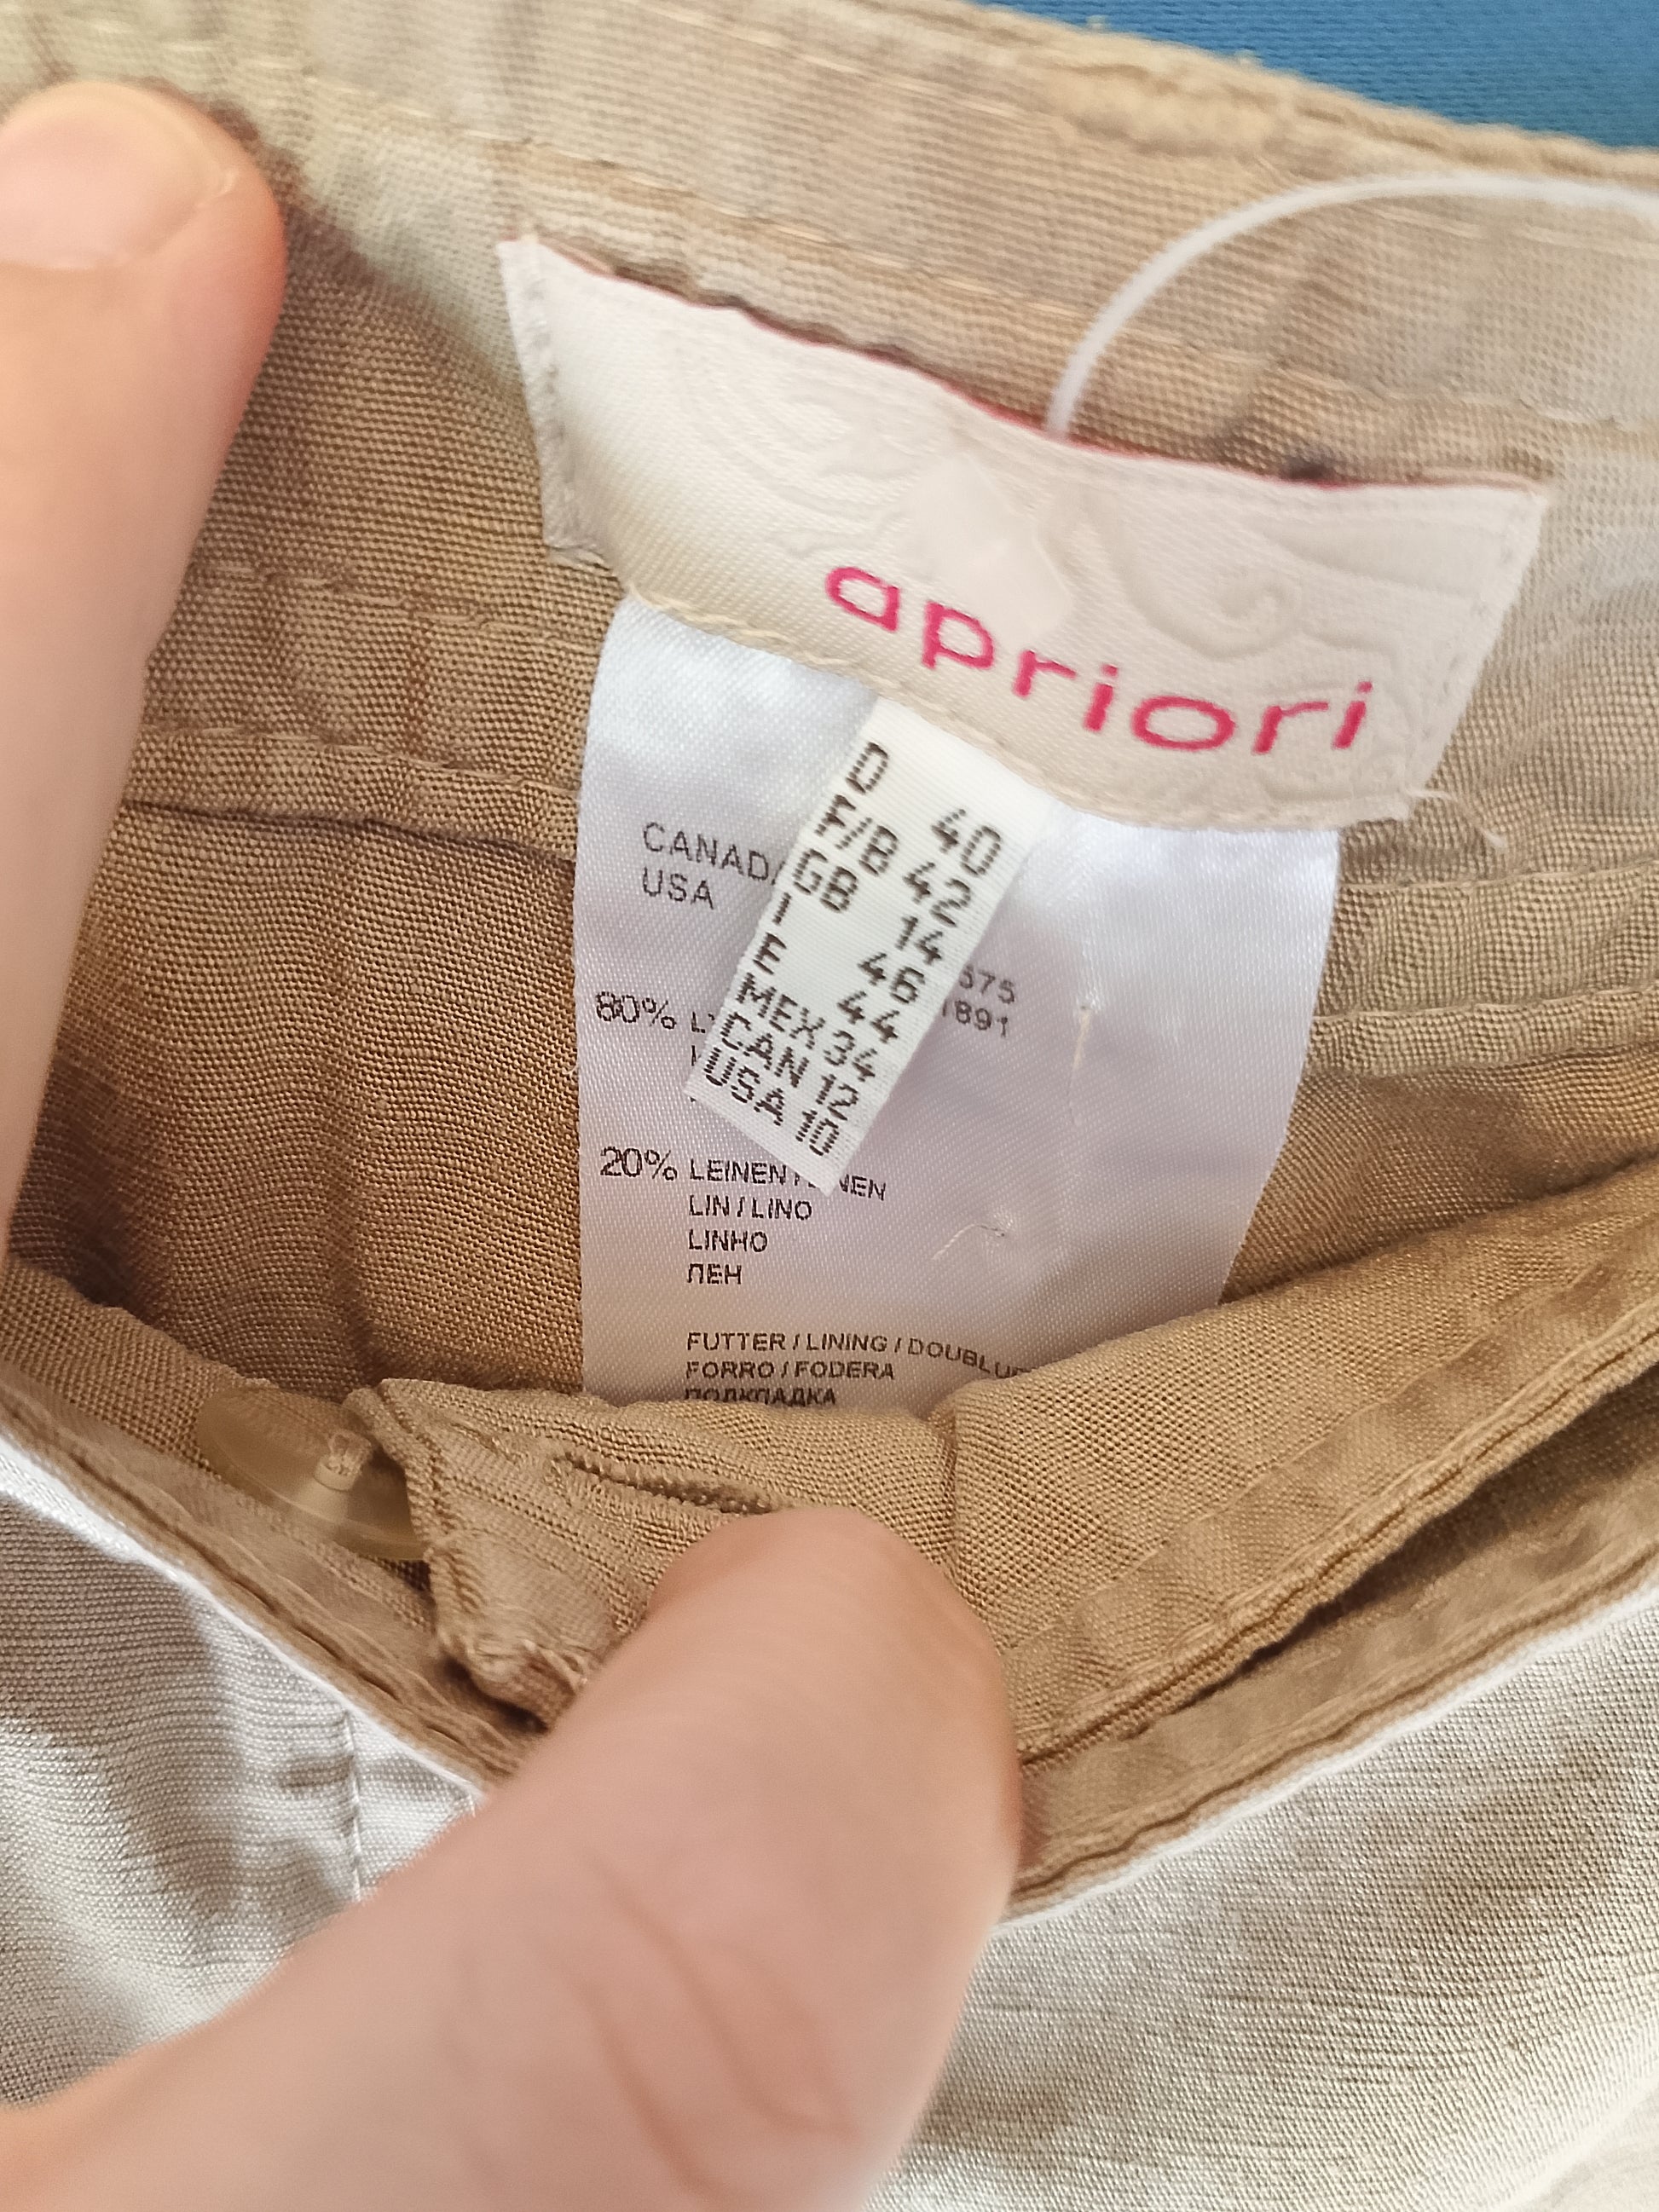 apriori
D 40
F/B 42
GB 14
I 46
E 44
MEX 34
CAN 12
USA 10
USA
80%
20% LEINEN
LIN / LINO
LINHO
ЛЕН
FUTTER / LINING /
FORRO / FODERA
ПОДКЛАДКА